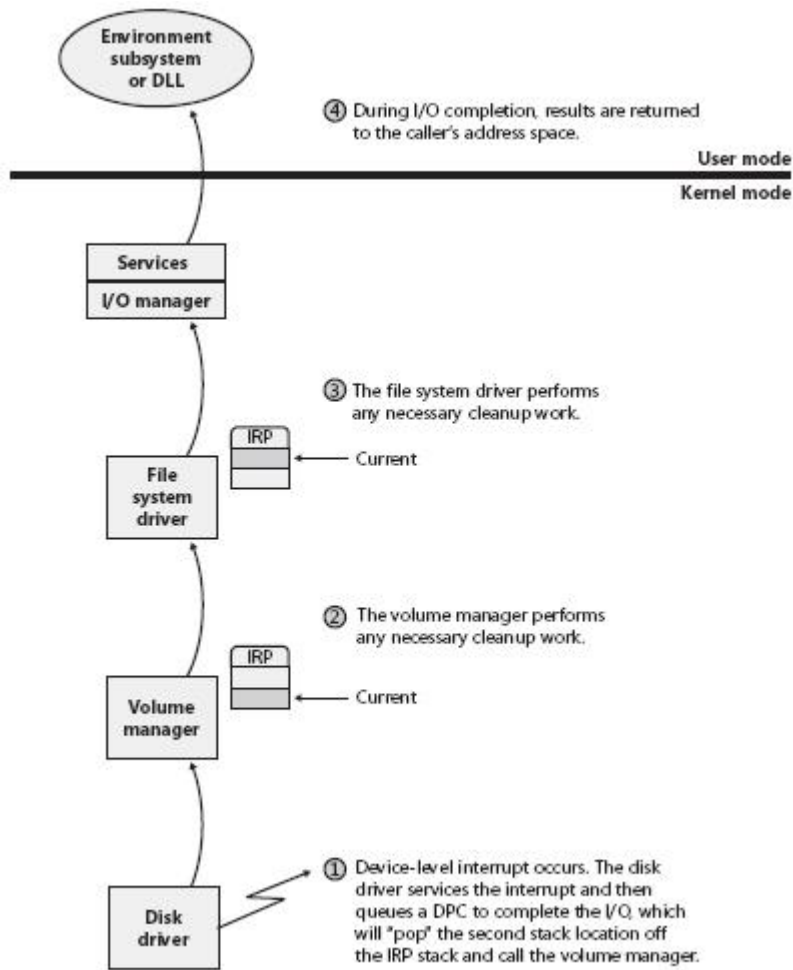 Environment
subsystem
or DLL
④ During I/O completion, results are returned
to the caller's address space.
User mode
Kernel mode
Services
I/O manager
③ The file system driver performs
any necessary cleanup work.
IRP
Current
File
system
driver
② The volume manager performs
any necessary cleanup work.
IRP
Current
Volume
manager
① Device-level interrupt occurs. The disk
driver services the interrupt and then
queues a DPC to complete the I/O, which
will "pop" the second stack location off
the IRP stack and call the volume manager.
Disk
driver